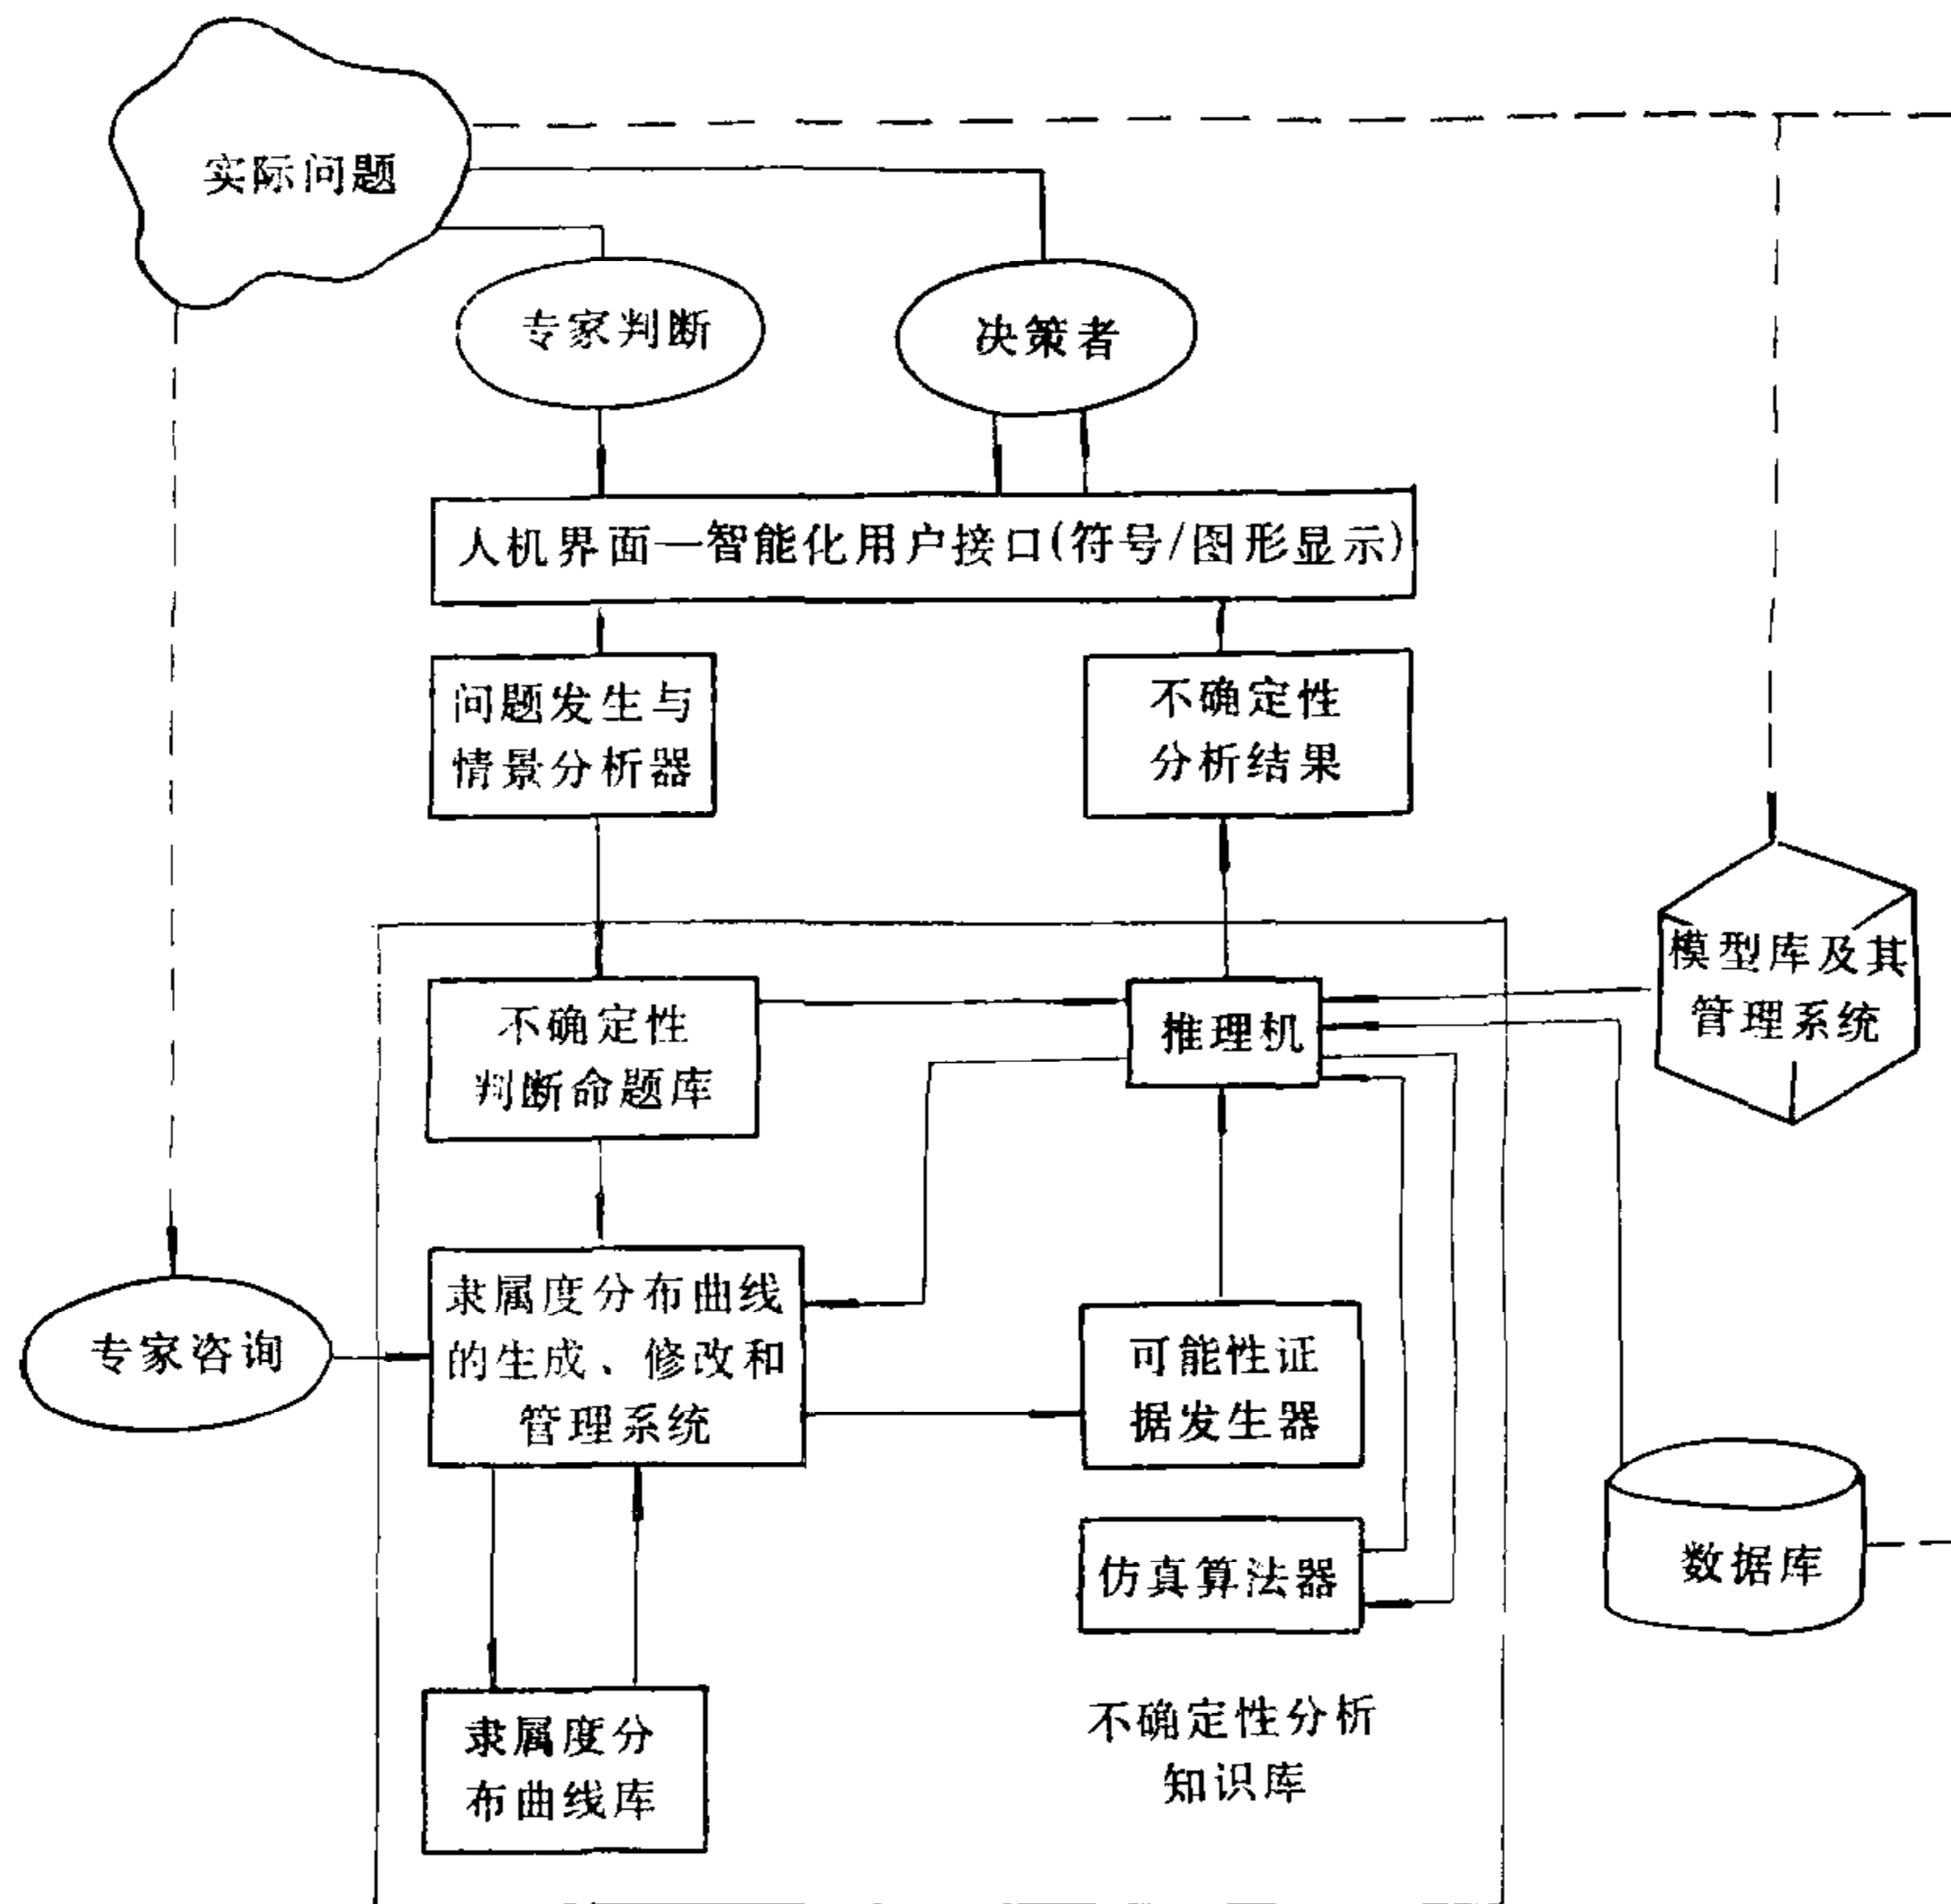 实际问题
专家判断
决策者
人机界面—智能化用户接口(符号/图形显示)
问题发生与
情景分析器
不确定性
分析结果
模型库及其
管理系统
不确定性
判断命题库
推理机
隶属度分布曲线
的生成、修改和
管理系统
专家咨询
可能性证
据发生器
仿真算法器
数据库
隶属度分
布曲线库
不确定性分析
知识库